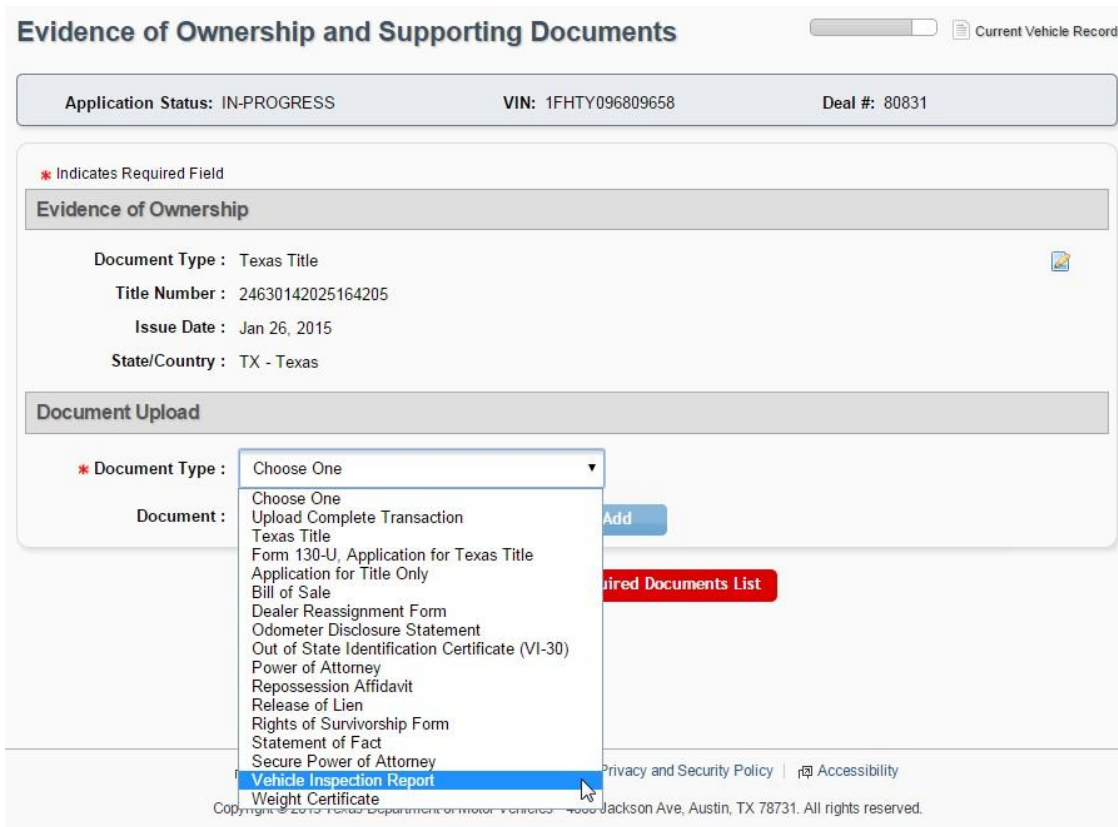 Evidence of Ownership and Supporting Documents
Current Vehicle Record
Application Status: IN-PROGRESS VIN: 1FHTY096809658 Deal #: 80831
* Indicates Required Field
Evidence of Ownership
Document Type : Texas Title
Title Number : 24630142025164205
Issue Date : Jan 26, 2015
State/Country : TX - Texas
Document Upload
* Document Type : Choose One
Document :
Add
Choose One
Upload Complete Transaction
Texas Title
Form 130-U, Application for Texas Title
Application for Title Only
Bill of Sale
Dealer Reassignment Form
Odometer Disclosure Statement
Out of State Identification Certificate (VI-30)
Power of Attorney
Repossession Affidavit
Release of Lien
Rights of Survivorship Form
Statement of Fact
Secure Power of Attorney
Vehicle Inspection Report
Weight Certificate
Documents List
Privacy and Security Policy | Accessibility
Jackson Ave, Austin, TX 78731. All rights reserved.